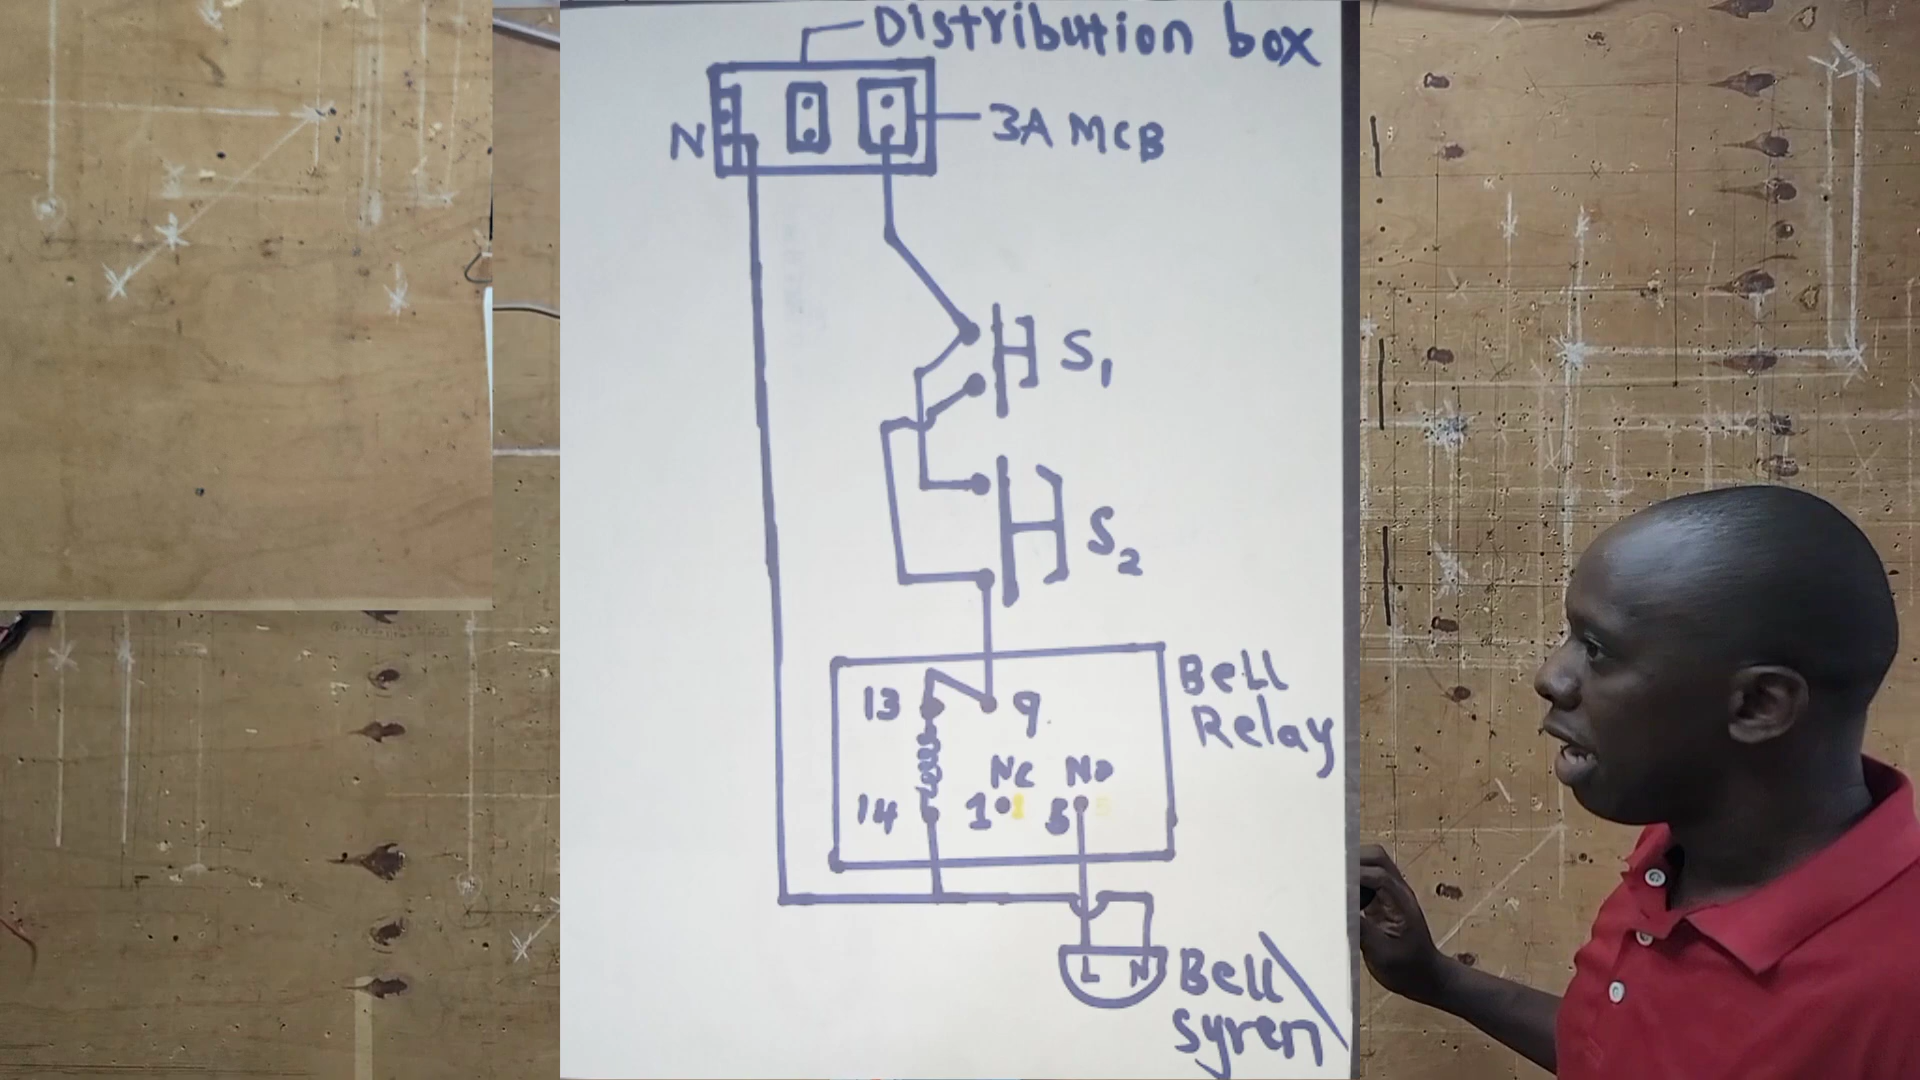 Distribution box
N
3A MCB
S1
S2
Bell
Relay
13
9
NC
NO
14
1
5
L
N
Bell
Syren